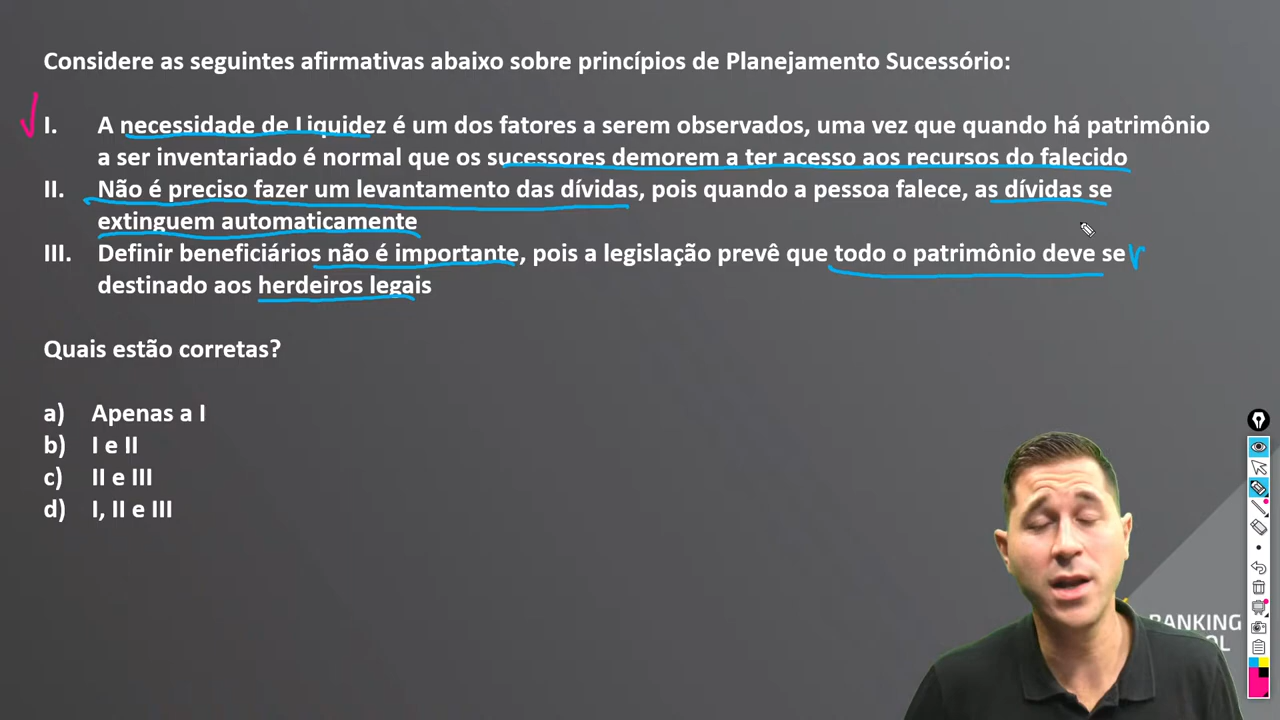 Considere as seguintes afirmativas abaixo sobre princípios de Planejamento Sucessório:
I. A necessidade de Liquidez é um dos fatores a serem observados, uma vez que quando há patrimônio
a ser inventariado é normal que os sucessores demorem a ter acesso aos recursos do falecido
II. Não é preciso fazer um levantamento das dívidas, pois quando a pessoa falece, as dívidas se
extinguem automaticamente
III. Definir beneficiários não é importante, pois a legislação prevê que todo o patrimônio deve ser
destinado aos herdeiros legais
Quais estão corretas?
a) Apenas a I
b) I e II
c) II e III
d) I, II e III
BANKING
OL